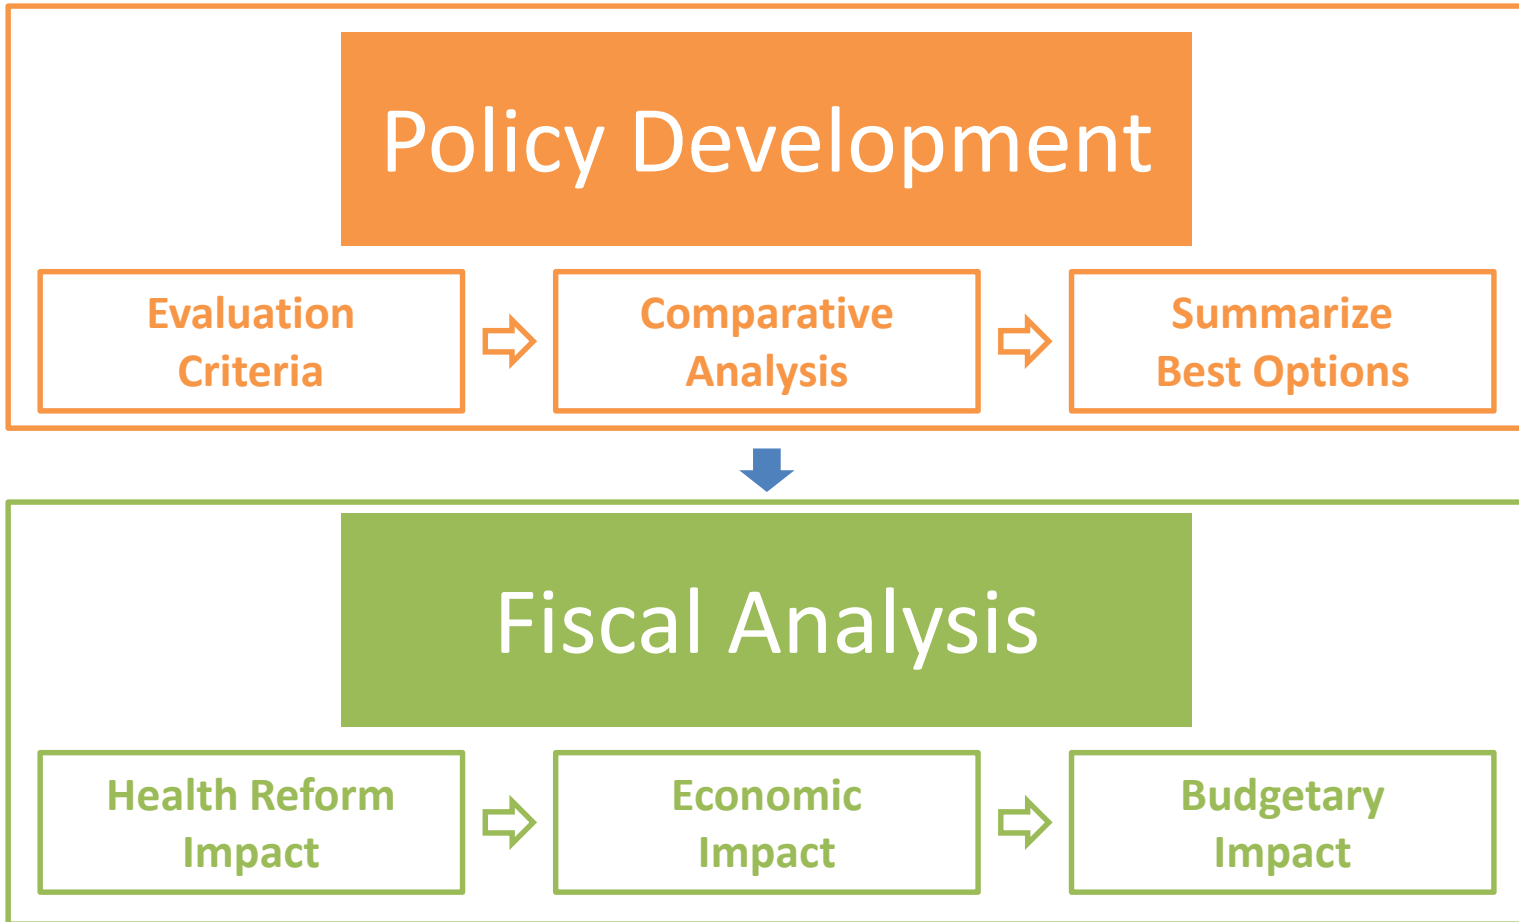 Policy Development
Evaluation
Criteria
Comparative
Analysis
Summarize
Best Options
Fiscal Analysis
Health Reform
Impact
Economic
Impact
Budgetary
Impact